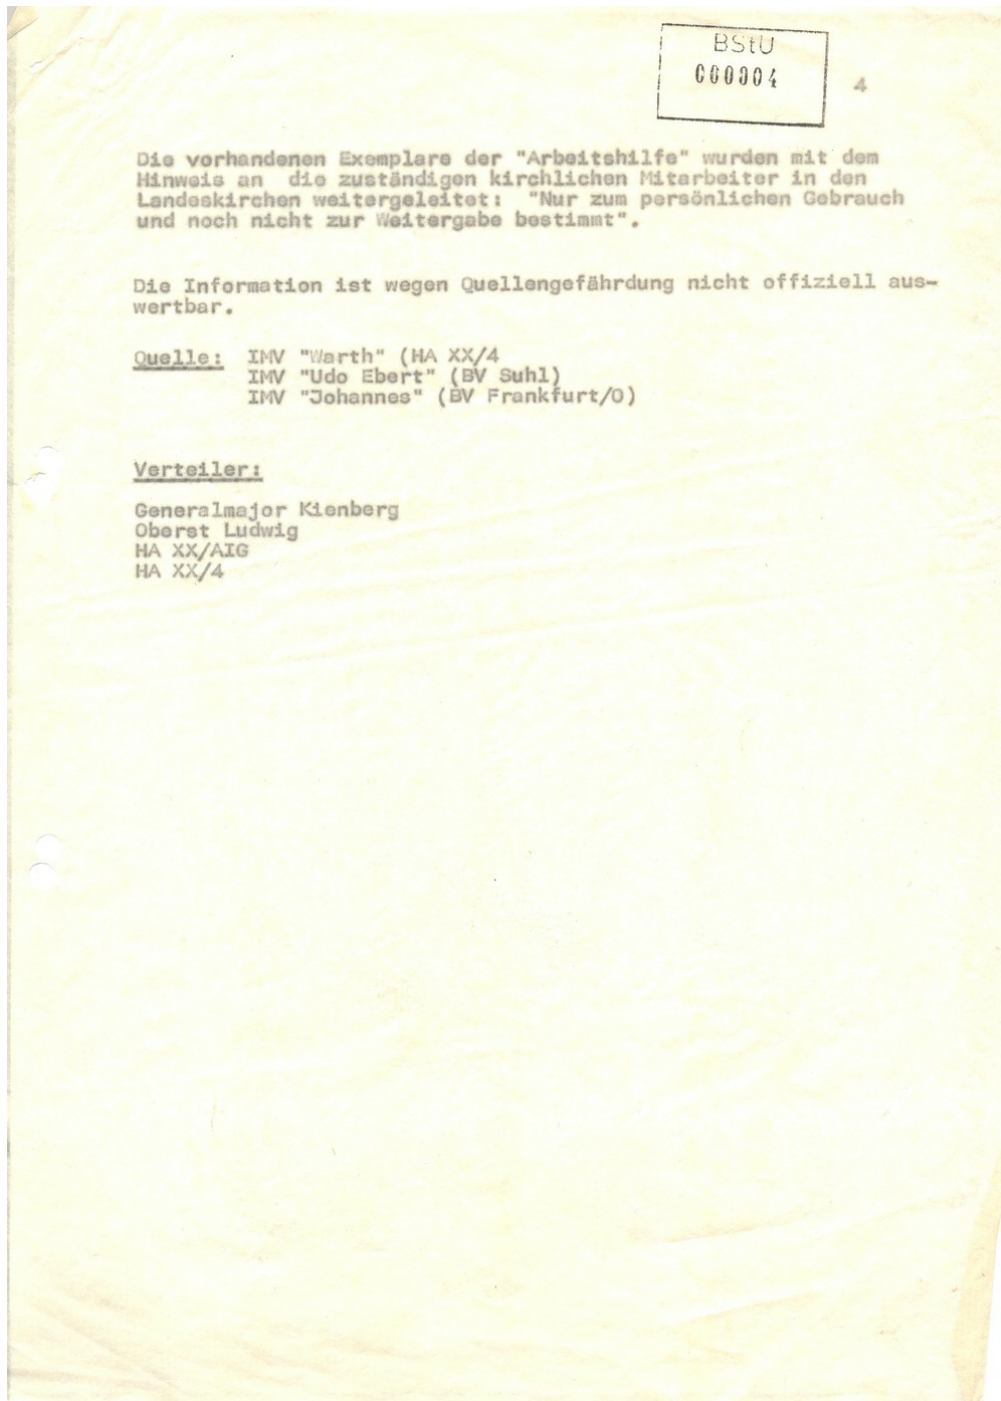 BStU
000004
4
Die vorhandenen Exemplare der "Arbeitshilfe" wurden mit dem
Hinweis an die zuständigen kirchlichen Mitarbeiter in den
Landeskirchen weitergeleitet: "Nur zum persönlichen Gebrauch
und noch nicht zur Weitergabe bestimmt".
Die Information ist wegen Quellengefährdung nicht offiziell aus-
wertbar.
Quelle: IMV "Warth" (HA XX/4
IMV "Udo Ebert" (BV Suhl)
IMV "Johannes" (BV Frankfurt/O)
Verteiler:
Generalmajor Kienberg
Oberst Ludwig
HA XX/AIG
HA XX/4